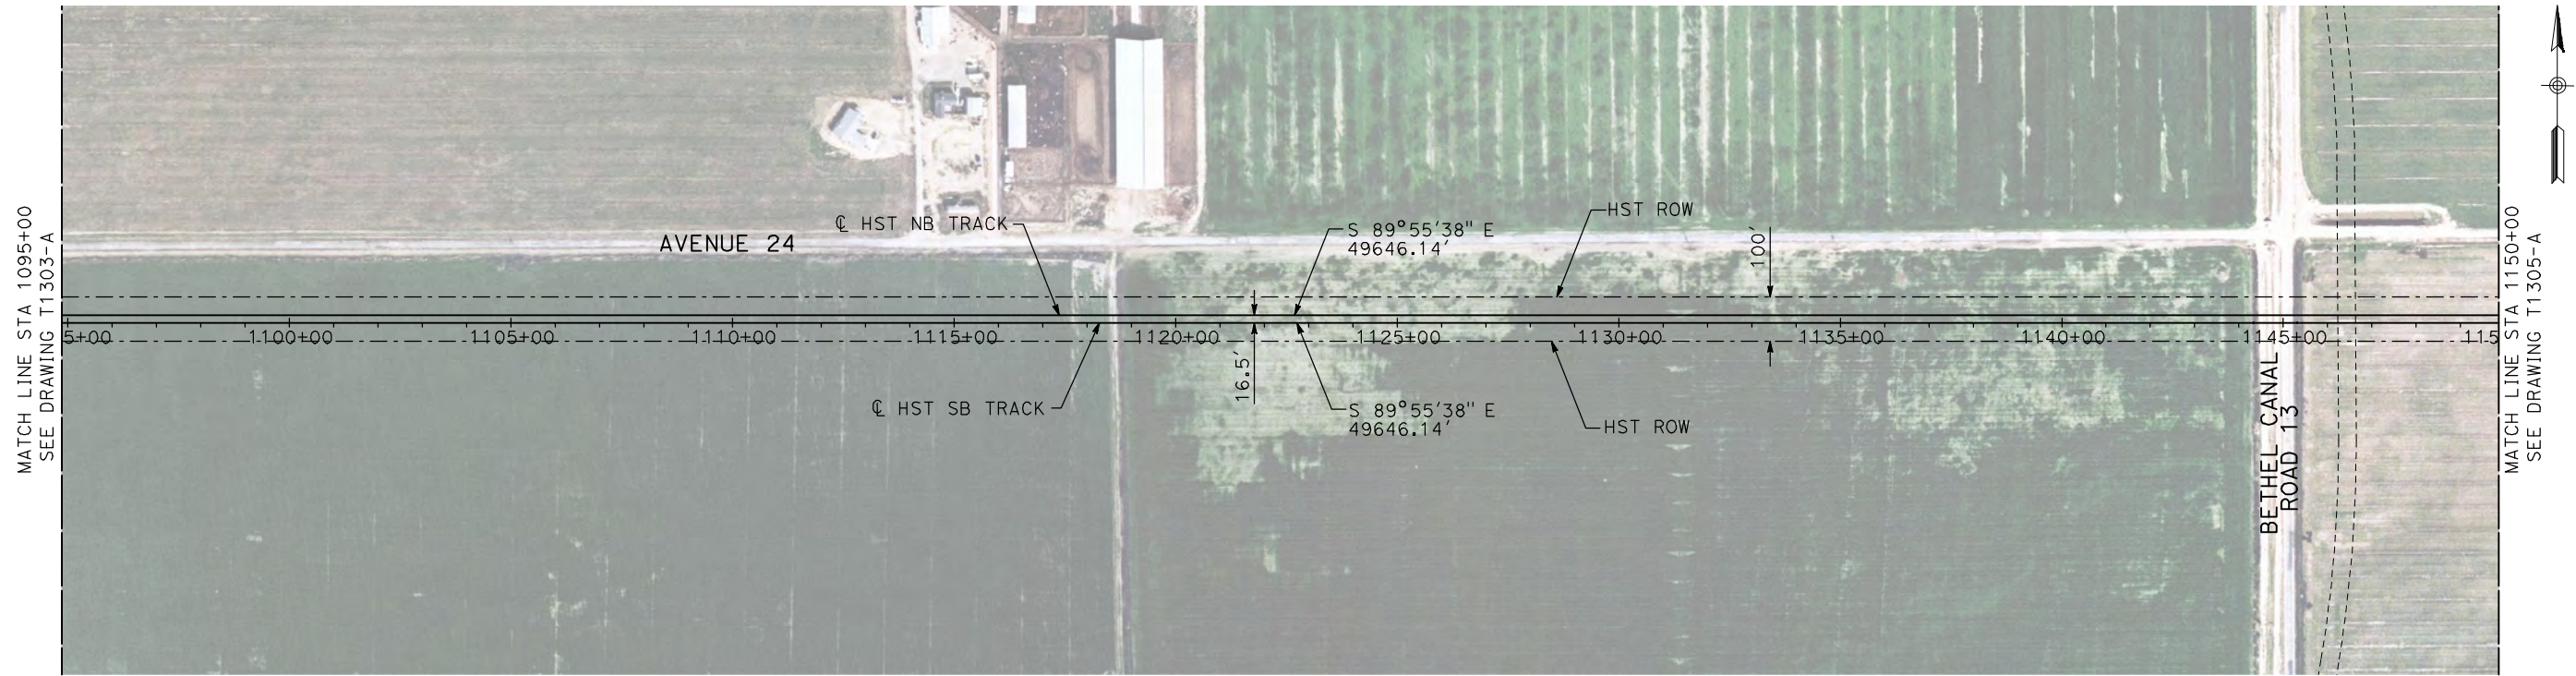 MATCH LINE STA 1095+00
SEE DRAWING T1303-A
AVENUE 24
℄ HST NB TRACK
S 89°55'38" E
49646.14'
HST ROW
100'
5+00
1100+00
1105+00
1110+00
1115+00
1120+00
1125+00
1130+00
1135+00
1140+00
1145+00
115
16.5'
℄ HST SB TRACK
S 89°55'38" E
49646.14'
HST ROW
BETHEL CANAL
ROAD 13
MATCH LINE STA 1150+00
SEE DRAWING T1305-A